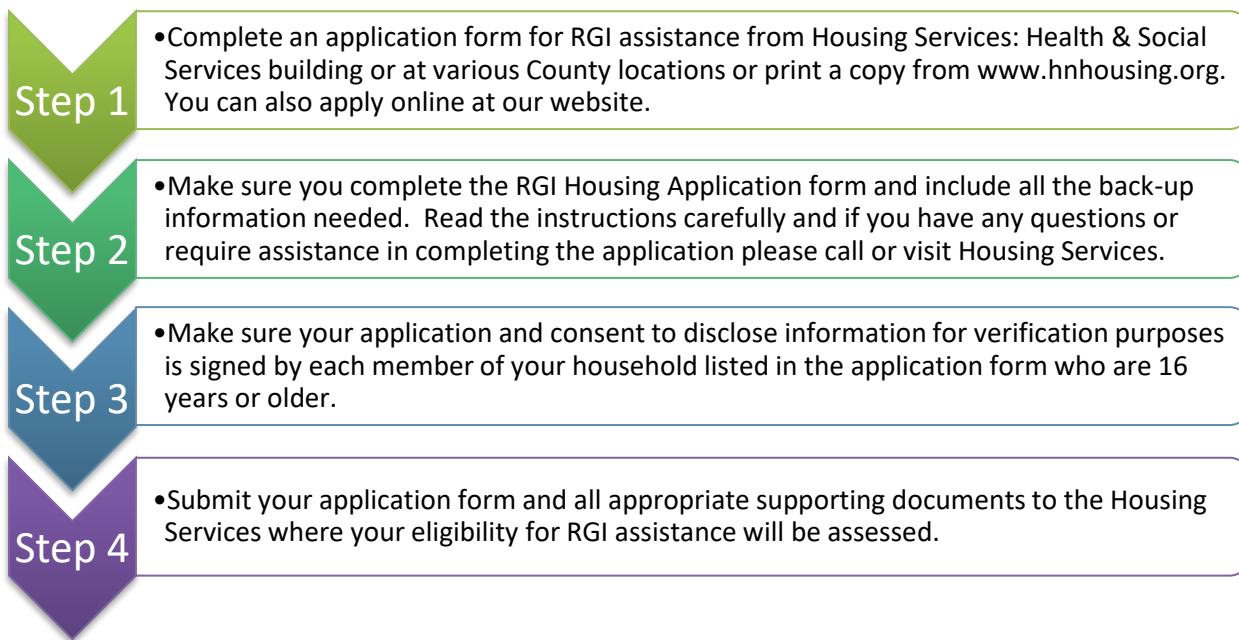 Step 1
•Complete an application form for RGI assistance from Housing Services: Health & Social
Services building or at various County locations or print a copy from www.hnhousing.org.
You can also apply online at our website.
Step 2
•Make sure you complete the RGI Housing Application form and include all the back-up
information needed.  Read the instructions carefully and if you have any questions or
require assistance in completing the application please call or visit Housing Services.
Step 3
•Make sure your application and consent to disclose information for verification purposes
is signed by each member of your household listed in the application form who are 16
years or older.
Step 4
•Submit your application form and all appropriate supporting documents to the Housing
Services where your eligibility for RGI assistance will be assessed.